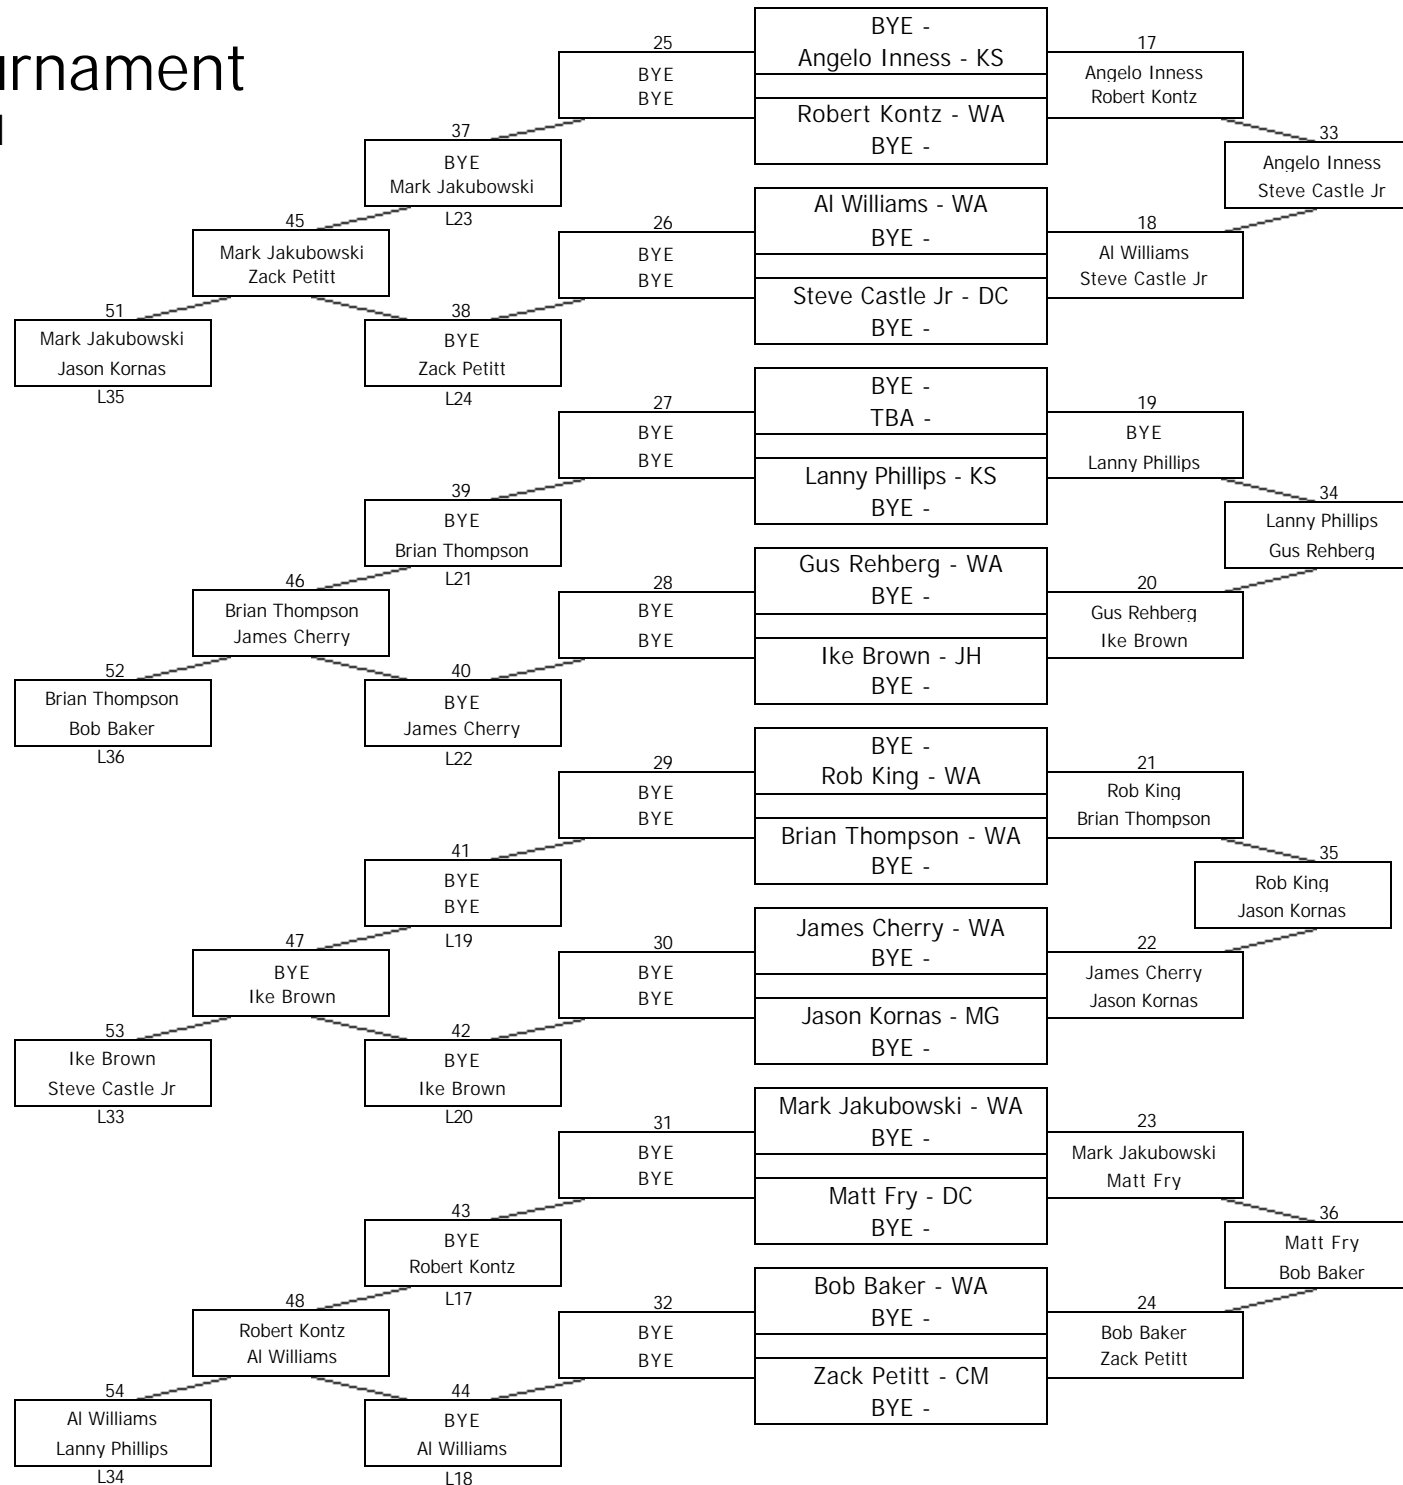 urnament
25
BYE
BYE
37
BYE
Mark Jakubowski
L23
45
Mark Jakubowski
Zack Petitt
26
BYE
BYE
51
Mark Jakubowski
Jason Kornas
L35
38
BYE
Zack Petitt
L24
27
BYE
BYE
39
BYE
Brian Thompson
L21
46
Brian Thompson
James Cherry
28
BYE
BYE
52
Brian Thompson
Bob Baker
L36
40
BYE
James Cherry
L22
29
BYE
BYE
41
BYE
BYE
L19
47
BYE
Ike Brown
30
BYE
BYE
53
Ike Brown
Steve Castle Jr
L33
42
BYE
Ike Brown
L20
31
BYE
BYE
43
BYE
Robert Kontz
L17
48
Robert Kontz
Al Williams
32
BYE
BYE
54
Al Williams
Lanny Phillips
L34
44
BYE
Al Williams
L18
BYE -
Angelo Inness - KS
Robert Kontz - WA
BYE -
Al Williams - WA
BYE -
Steve Castle Jr - DC
BYE -
BYE -
TBA -
Lanny Phillips - KS
BYE -
Gus Rehberg - WA
BYE -
Ike Brown - JH
BYE -
BYE -
Rob King - WA
Brian Thompson - WA
BYE -
James Cherry - WA
BYE -
Jason Kornas - MG
BYE -
Mark Jakubowski - WA
BYE -
Matt Fry - DC
BYE -
Bob Baker - WA
BYE -
Zack Petitt - CM
BYE -
17
Angelo Inness
Robert Kontz
33
Angelo Inness
Steve Castle Jr
18
Al Williams
Steve Castle Jr
19
BYE
Lanny Phillips
34
Lanny Phillips
Gus Rehberg
20
Gus Rehberg
Ike Brown
21
Rob King
Brian Thompson
35
Rob King
Jason Kornas
22
James Cherry
Jason Kornas
23
Mark Jakubowski
Matt Fry
36
Matt Fry
Bob Baker
24
Bob Baker
Zack Petitt